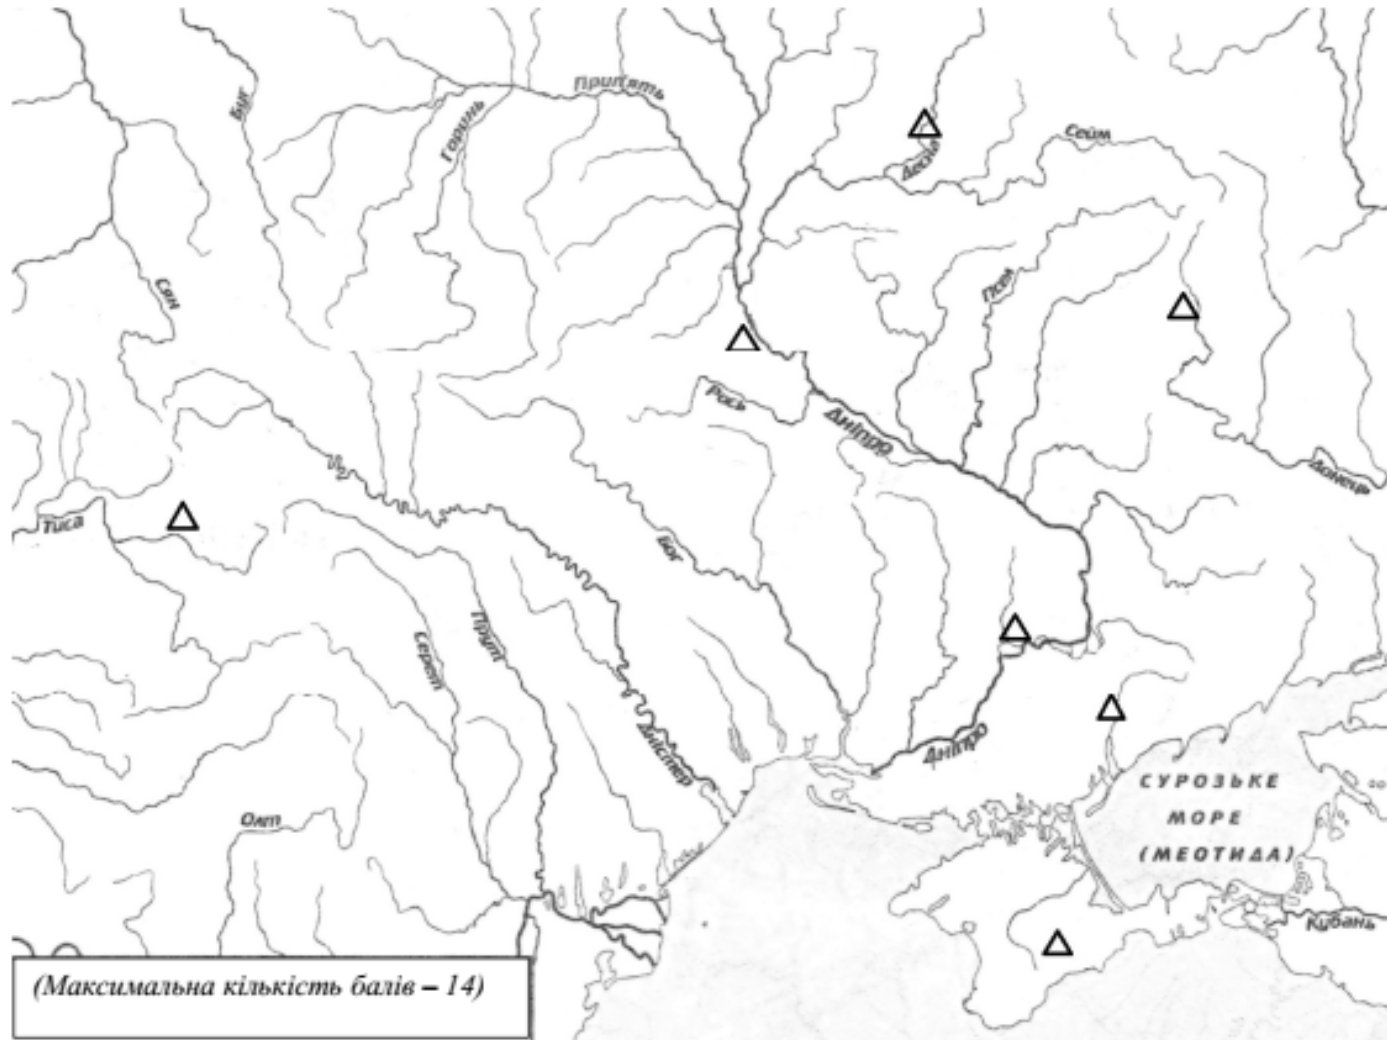 Буг
Горинь
Прип'ять
Десна
Сейм
Сян
Псел
Рось
Дніпро
Донець
Тиса
Бог
Серет
Прут
Дністер
Дніпро
СУРОЗЬКЕ
МОРЕ
(МЕОТИДА)
Олт
Кубань
(Максимальна кількість балів – 14)